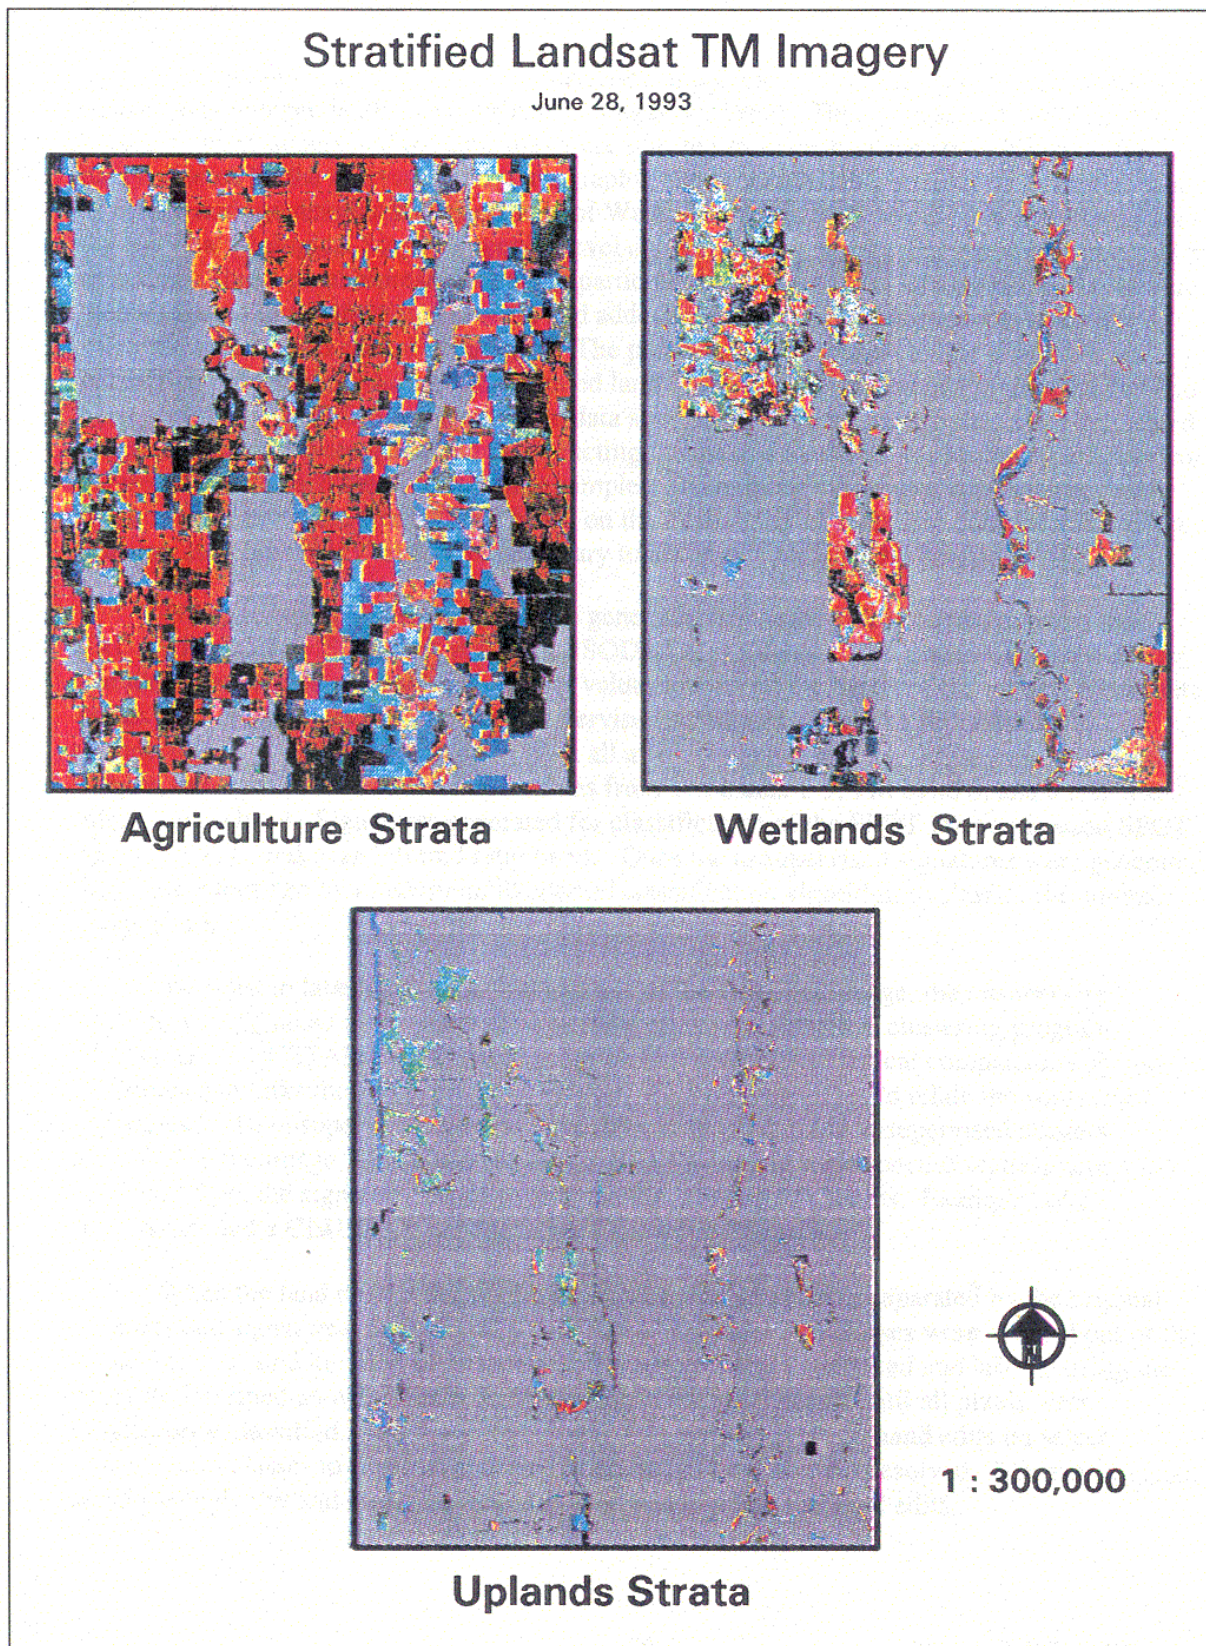 Stratified Landsat TM Imagery
June 28, 1993
Agriculture Strata
Wetlands Strata
N
1 : 300,000
Uplands Strata